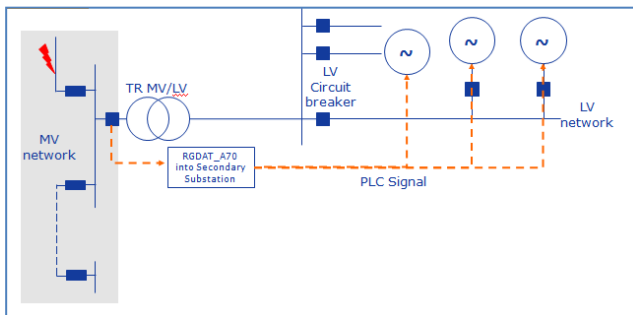 TR MV/LV
LV
Circuit
breaker
LV
network
MV
network
RGDAT_A70
into Secondary
Substation
PLC Signal
~
~
~